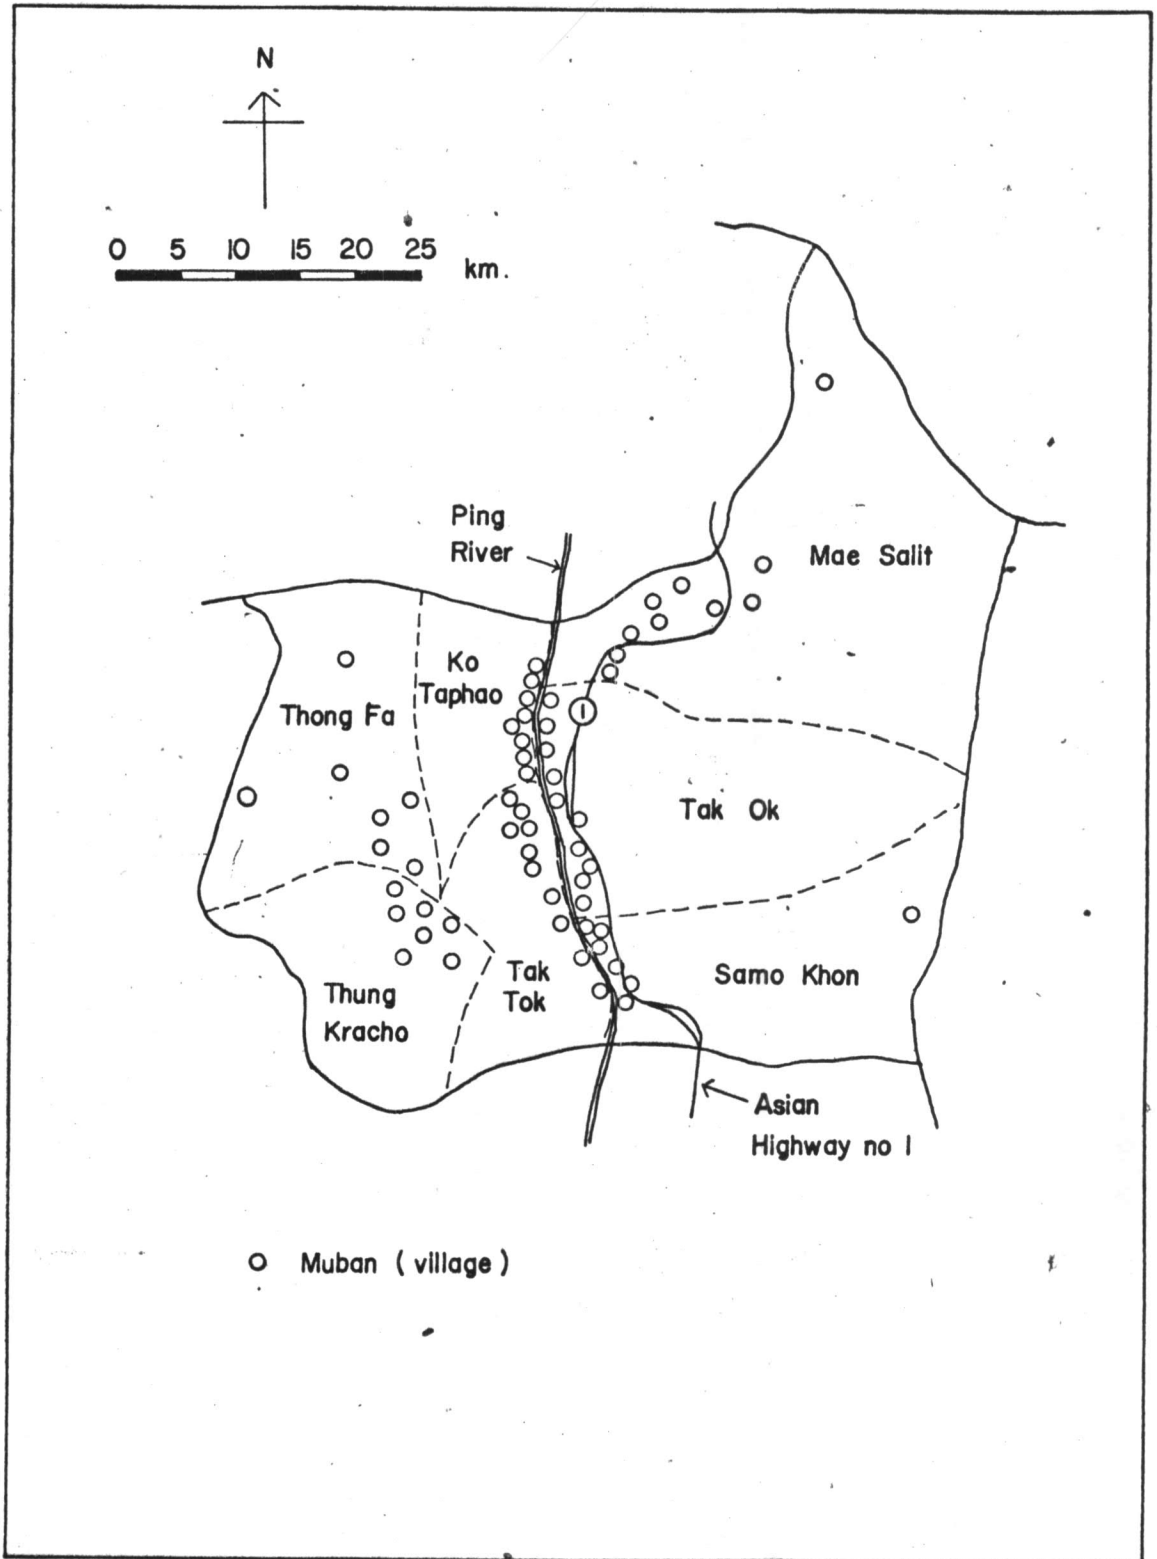 N
0 5 10 15 20 25
km.
Ping
River
Mae Salit
Ko
Taphao
Thong Fa
1
Tak Ok
Tak
Tok
Samo Khon
Thung
Kracho
Asian
Highway no 1
Muban ( village )